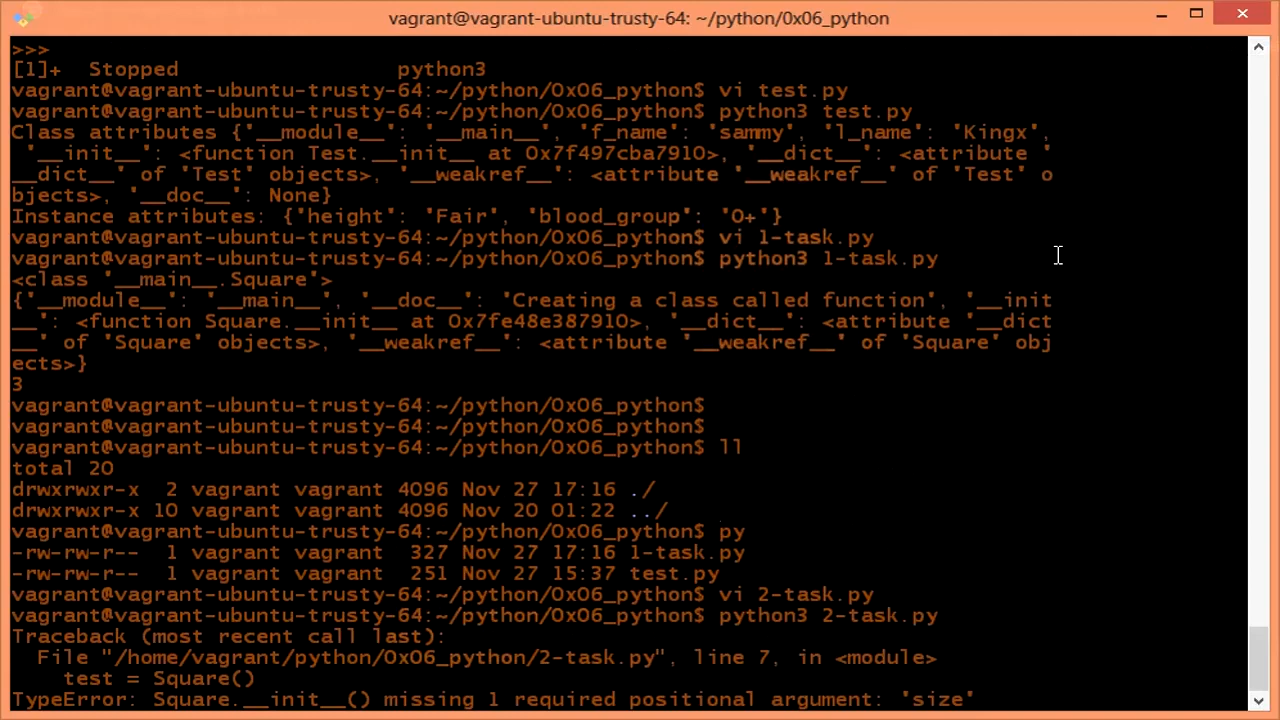 vagrant@vagrant-ubuntu-trusty-64: ~/python/0x06_python
>>>
[1]+  Stopped                 python3
vagrant@vagrant-ubuntu-trusty-64:~/python/0x06_python$ vi test.py
vagrant@vagrant-ubuntu-trusty-64:~/python/0x06_python$ python3 test.py
Class attributes {'__module__': '__main__', 'f_name': 'sammy', 'l_name': 'Kingx',
 '__init__': <function Test.__init__ at 0x7f497cba7910>, '__dict__': <attribute '
__dict__' of 'Test' objects>, '__weakref__': <attribute '__weakref__' of 'Test' o
bjects>, '__doc__': None}
Instance attributes: {'height': 'Fair', 'blood_group': 'O+'}
vagrant@vagrant-ubuntu-trusty-64:~/python/0x06_python$ vi 1-task.py
vagrant@vagrant-ubuntu-trusty-64:~/python/0x06_python$ python3 1-task.py
<class '__main__.Square'>
{'__module__': '__main__', '__doc__': 'Creating a class called function', '__init
__': <function Square.__init__ at 0x7fe48e387910>, '__dict__': <attribute '__dict
__' of 'Square' objects>, '__weakref__': <attribute '__weakref__' of 'Square' obj
ects>}
3
vagrant@vagrant-ubuntu-trusty-64:~/python/0x06_python$
vagrant@vagrant-ubuntu-trusty-64:~/python/0x06_python$
vagrant@vagrant-ubuntu-trusty-64:~/python/0x06_python$ ll
total 20
drwxrwxr-x  2 vagrant vagrant 4096 Nov 27 17:16 ./
drwxrwxr-x 10 vagrant vagrant 4096 Nov 20 01:22 ../
vagrant@vagrant-ubuntu-trusty-64:~/python/0x06_python$ py
-rw-rw-r--  1 vagrant vagrant  327 Nov 27 17:16 1-task.py
-rw-rw-r--  1 vagrant vagrant  251 Nov 27 15:37 test.py
vagrant@vagrant-ubuntu-trusty-64:~/python/0x06_python$ vi 2-task.py
vagrant@vagrant-ubuntu-trusty-64:~/python/0x06_python$ python3 2-task.py
Traceback (most recent call last):
  File "/home/vagrant/python/0x06_python/2-task.py", line 7, in <module>
    test = Square()
TypeError: Square.__init__() missing 1 required positional argument: 'size'